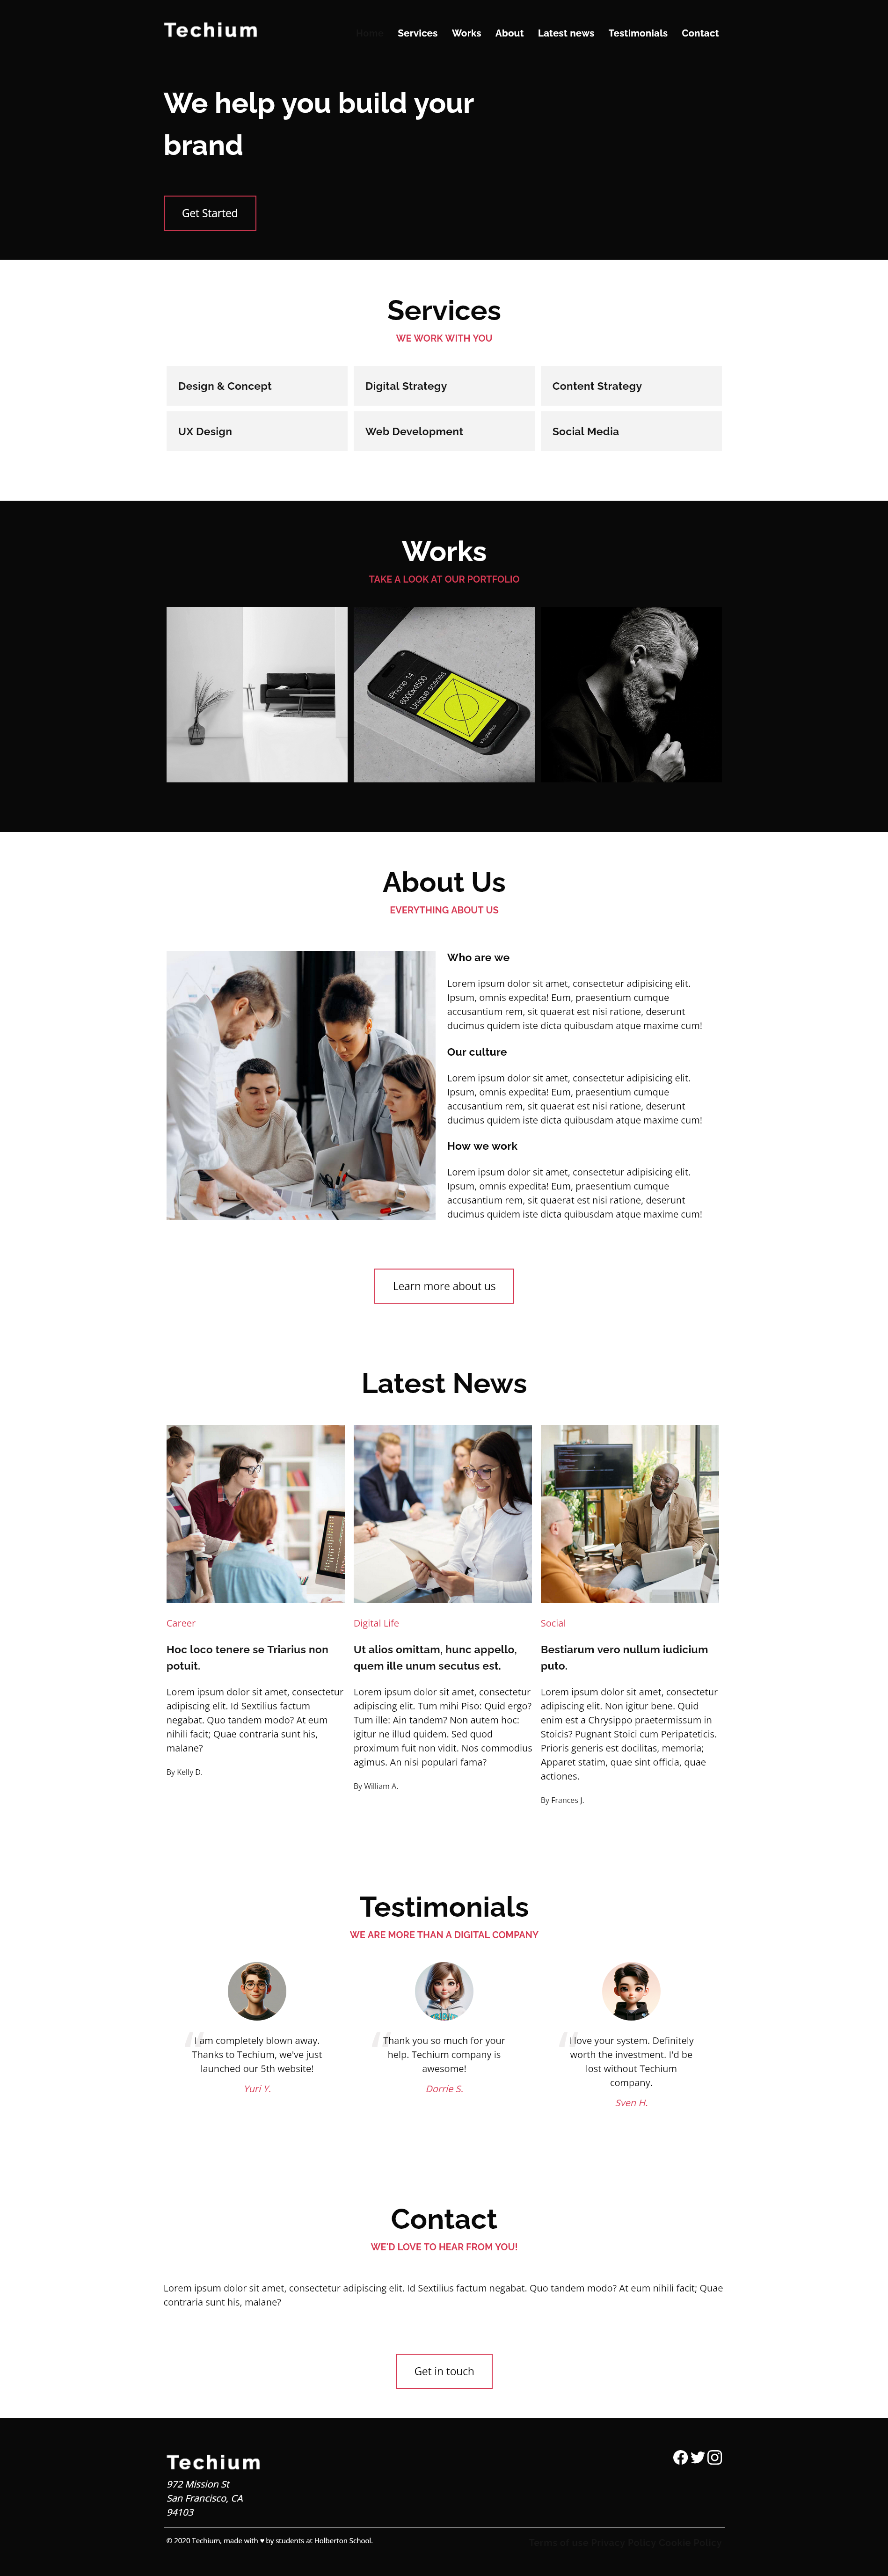 Techium
Home Services Works About Latest news Testimonials Contact
We help you build your
brand
Get Started
Services
WE WORK WITH YOU
Design & Concept
Digital Strategy
Content Strategy
UX Design
Web Development
Social Media
Works
TAKE A LOOK AT OUR PORTFOLIO
iPhone 14
6000x4500
Unique scenes
About Us
EVERYTHING ABOUT US
Who are we
Lorem ipsum dolor sit amet, consectetur adipisicing elit.
Ipsum, omnis expedita! Eum, praesentium cumque
accusantium rem, sit quaerat est nisi ratione, deserunt
ducimus quidem iste dicta quibusdam atque maxime cum!
Our culture
Lorem ipsum dolor sit amet, consectetur adipisicing elit.
Ipsum, omnis expedita! Eum, praesentium cumque
accusantium rem, sit quaerat est nisi ratione, deserunt
ducimus quidem iste dicta quibusdam atque maxime cum!
How we work
Lorem ipsum dolor sit amet, consectetur adipisicing elit.
Ipsum, omnis expedita! Eum, praesentium cumque
accusantium rem, sit quaerat est nisi ratione, deserunt
ducimus quidem iste dicta quibusdam atque maxime cum!
Learn more about us
Latest News
Career
Hoc loco tenere se Triarius non
potuit.
Lorem ipsum dolor sit amet, consectetur
adipiscing elit. Id Sextilius factum
negabat. Quo tandem modo? At eum
nihili facit; Quae contraria sunt his,
malane?
By Kelly D.
Digital Life
Ut alios omittam, hunc appello,
quem ille unum secutus est.
Lorem ipsum dolor sit amet, consectetur
adipiscing elit. Tum mihi Piso: Quid ergo?
Tum ille: Ain tandem? Non autem hoc:
igitur ne illud quidem. Sed quod
proximum fuit non vidit. Nos commodius
agimus. An nisi populari fama?
By William A.
Social
Bestiarum vero nullum iudicium
puto.
Lorem ipsum dolor sit amet, consectetur
adipiscing elit. Non igitur bene. Quid
enim est a Chrysippo praetermissum in
Stoicis? Pugnant Stoici cum Peripateticis.
Prioris generis est docilitas, memoria;
Apparet statim, quae sint officia, quae
actiones.
By Frances J.
Testimonials
WE ARE MORE THAN A DIGITAL COMPANY
"I am completely blown away.
Thanks to Techium, we've just
launched our 5th website!
Yuri Y.
"Thank you so much for your
help. Techium company is
awesome!
Dorrie S.
"I love your system. Definitely
worth the investment. I'd be
lost without Techium
company.
Sven H.
Contact
WE'D LOVE TO HEAR FROM YOU!
Lorem ipsum dolor sit amet, consectetur adipiscing elit. Id Sextilius factum negabat. Quo tandem modo? At eum nihili facit; Quae
contraria sunt his, malane?
Get in touch
Techium
972 Mission St
San Francisco, CA
94103
© 2020 Techium, made with ♥ by students at Holberton School.
Terms of use Privacy Policy Cookie Policy